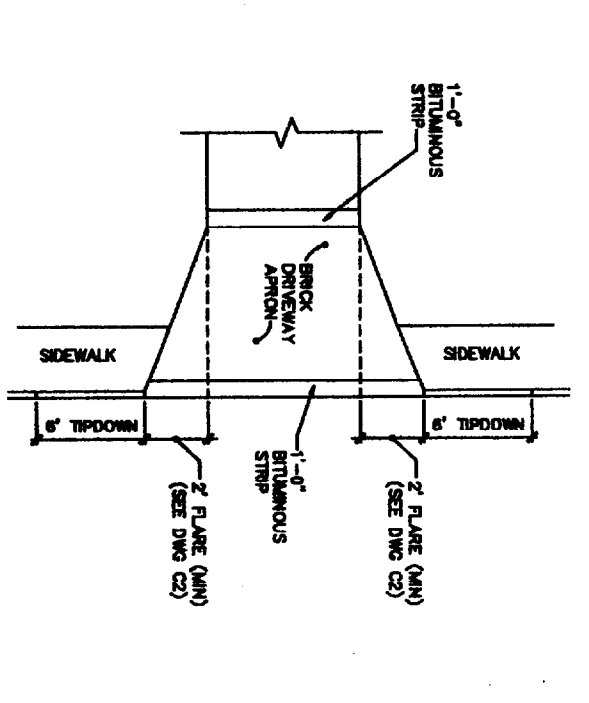 1'-0"
BITUMINOUS
STRIP
BRICK
DRIVEWAY
APRON
SIDEWALK
SIDEWALK
6' TIPDOWN
6' TIPDOWN
1'-0"
BITUMINOUS
STRIP
2' FLARE (MIN)
(SEE DWG C2)
2' FLARE (MIN)
(SEE DWG C2)